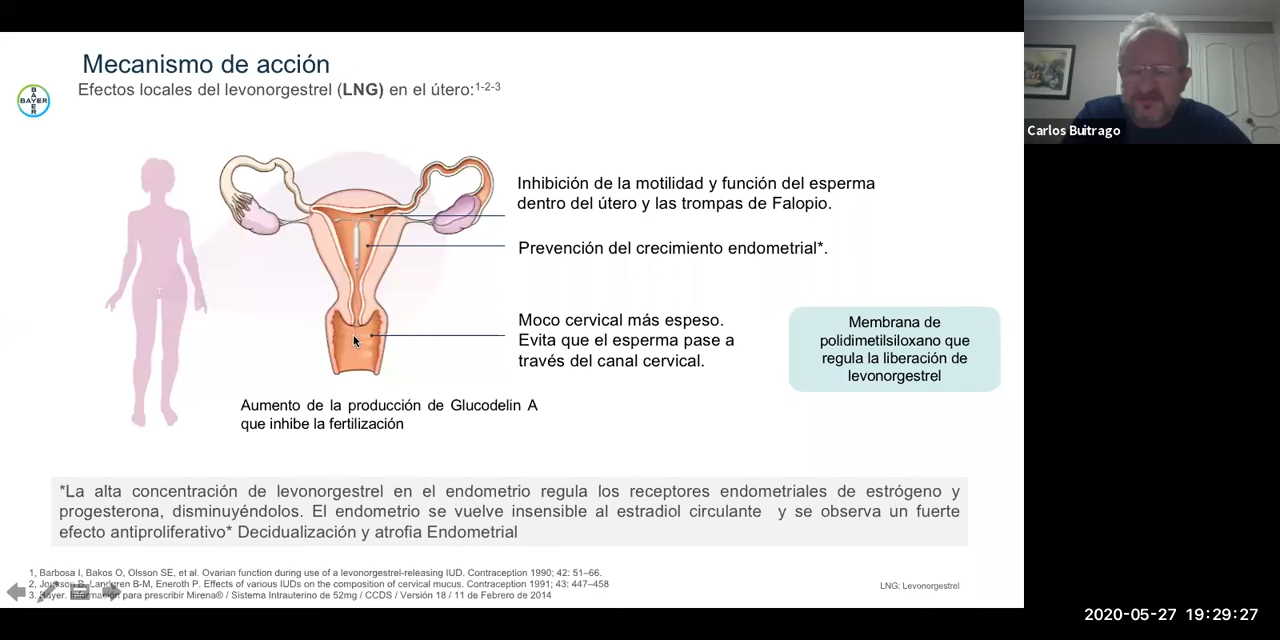 Mecanismo de acción
Efectos locales del levonorgestrel (LNG) en el útero:1-2-3
BAYER
BAYER
Carlos Buitrago
Inhibición de la motilidad y función del esperma
dentro del útero y las trompas de Falopio.
Prevención del crecimiento endometrial*.
Moco cervical más espeso.
Evita que el esperma pase a
través del canal cervical.
Membrana de
polidimetilsiloxano que
regula la liberación de
levonorgestrel
Aumento de la producción de Glucodelin A
que inhibe la fertilización
*La alta concentración de levonorgestrel en el endometrio regula los receptores endometriales de estrógeno y
progesterona, disminuyéndolos. El endometrio se vuelve insensible al estradiol circulante y se observa un fuerte
efecto antiproliferativo* Decidualización y atrofia Endometrial
1, Barbosa I, Bakos O, Olsson SE, et al. Ovarian function during use of a levonorgestrel-releasing IUD. Contraception 1990; 42: 51–66.
2, Jonsson B, Landgren B-M, Eneroth P. Effects of various IUDs on the composition of cervical mucus. Contraception 1991; 43: 447–458
3, Bayer. Información para prescribir Mirena® / Sistema Intrauterino de 52mg / CCDS / Versión 18 / 11 de Febrero de 2014
LNG: Levonorgestrel
2020-05-27 19:29:27